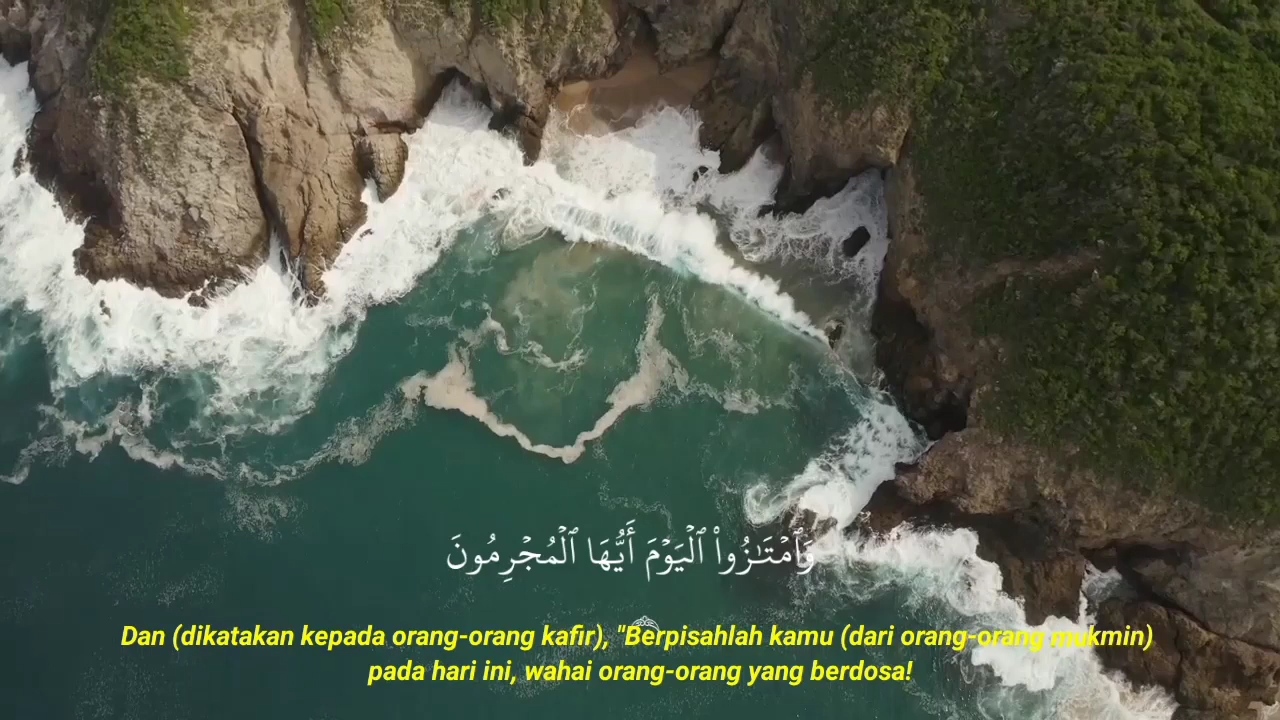 وَٱمْتَـٰزُوا۟ ٱلْيَوْمَ أَيُّهَا ٱلْمُجْرِمُونَ
Dan (dikatakan kepada orang-orang kafir), "Berpisahlah kamu (dari orang-orang mukmin)
pada hari ini, wahai orang-orang yang berdosa!